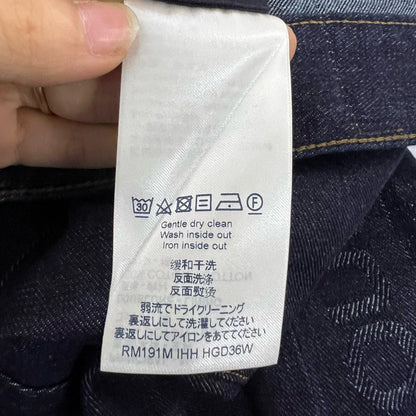 30 F
Gentle dry clean
Wash inside out
Iron inside out
缓和干洗
反面洗涤
反面熨烫
弱流でドライクリーニング
裏返しにして洗濯してください
裏返しにしてアイロンをあててください
RM191M IHH HGD36W